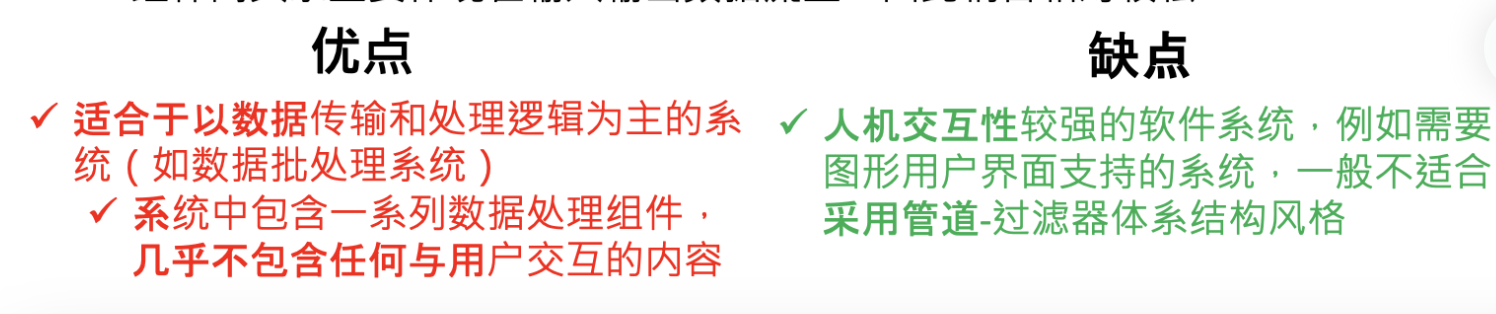 优点
✓ 适合于以数据传输和处理逻辑为主的系
统(如数据批处理系统)
✓ 系统中包含一系列数据处理组件，
几乎不包含任何与用户交互的内容
缺点
✓ 人机交互性较强的软件系统，例如需要
图形用户界面支持的系统，一般不适合
采用管道-过滤器体系结构风格